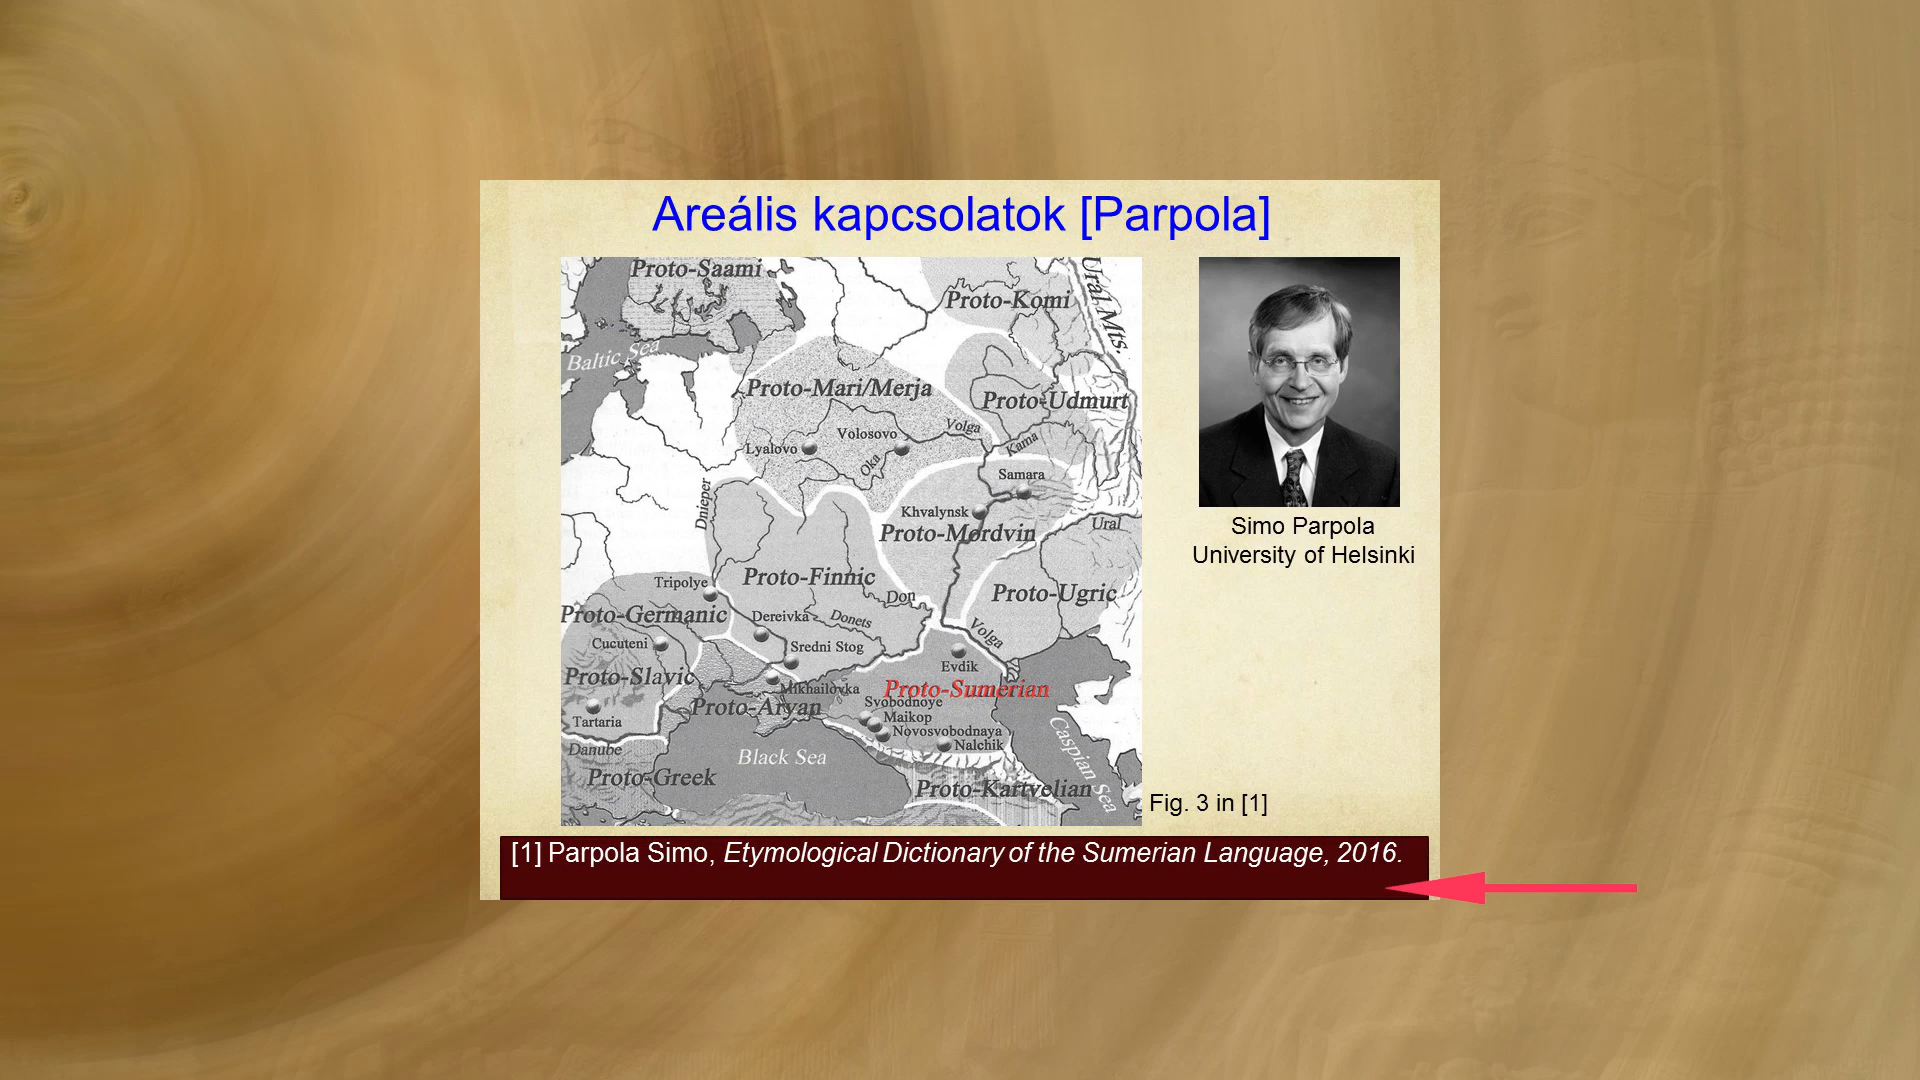 Areális kapcsolatok [Parpola]
Proto-Saami
Proto-Komi
Ural Mts.
Baltic Sea
Proto-Mari/Merja
Proto-Udmurt
Volga
Volosovo
Lyalovo
Oka
Kama
Samara
Dnieper
Khvalynsk
Proto-Mordvin
Ural
Proto-Finnic
Tripolye
Don
Proto-Ugric
Proto-Germanic
Dereivka
Donets
Volga
Cucuteni
Sredni Stog
Evdik
Proto-Slavic
Mikhailovka
Proto-Sumerian
Proto-Aryan
Svobodnoye
Tartaria
Maikop
Novosvobodnaya
Nalchik
Danube
Black Sea
Caspian Sea
Proto-Greek
Proto-Kartvelian
Simo Parpola
University of Helsinki
Fig. 3 in [1]
[1] Parpola Simo, Etymological Dictionary of the Sumerian Language, 2016.